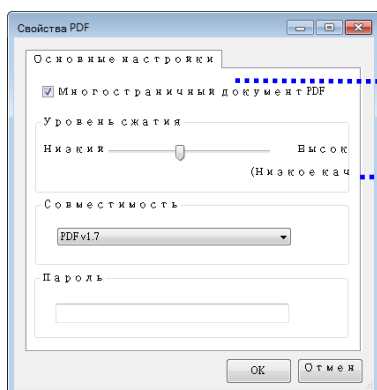 Свойства PDF
Основные настройки
Многостраничный документ PDF
Уровень сжатия
Низкий Высок
(Низкое кач
Совместимость
PDF v1.7
Пароль
OK Отмен